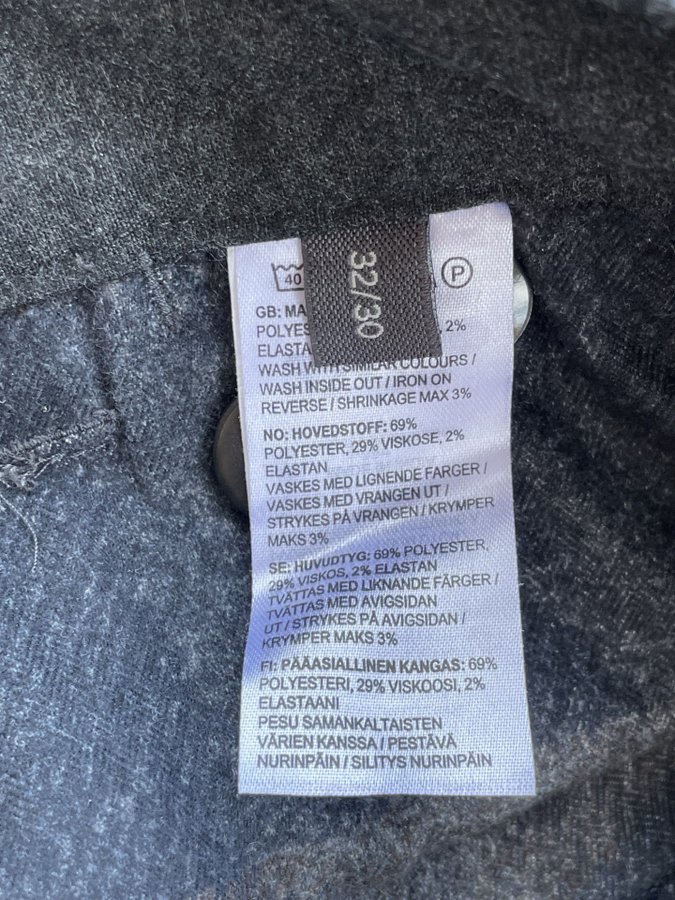 40
32/30
P
GB:
2%
WASH WITH SIMILAR COLOURS /
WASH INSIDE OUT / IRON ON
REVERSE / SHRINKAGE MAX 3%
NO: HOVEDSTOFF: 69%
POLYESTER, 29% VISKOSE, 2%
ELASTAN
VASKES MED LIGNENDE FARGER /
VASKES MED VRANGEN UT /
STRYKES PÅ VRANGEN / KRYMPER
MAKS 3%
SE: HUVUDTYG: 69% POLYESTER,
29% VISKOS, 2% ELASTAN
TVÄTTAS MED LIKNANDE FÄRGER /
TVÄTTAS MED AVIGSIDAN
UT / STRYKES PÅ AVIGSIDAN /
KRYMPER MAKS 3%
FI: PÄÄASIALLINEN KANGAS: 69%
POLYESTERI, 29% VISKOOSI, 2%
ELASTAANI
PESU SAMANKALTAISTEN
VÄRIEN KANSSA / PESTÄVÄ
NURINPÄIN / SILITYS NURINPÄIN